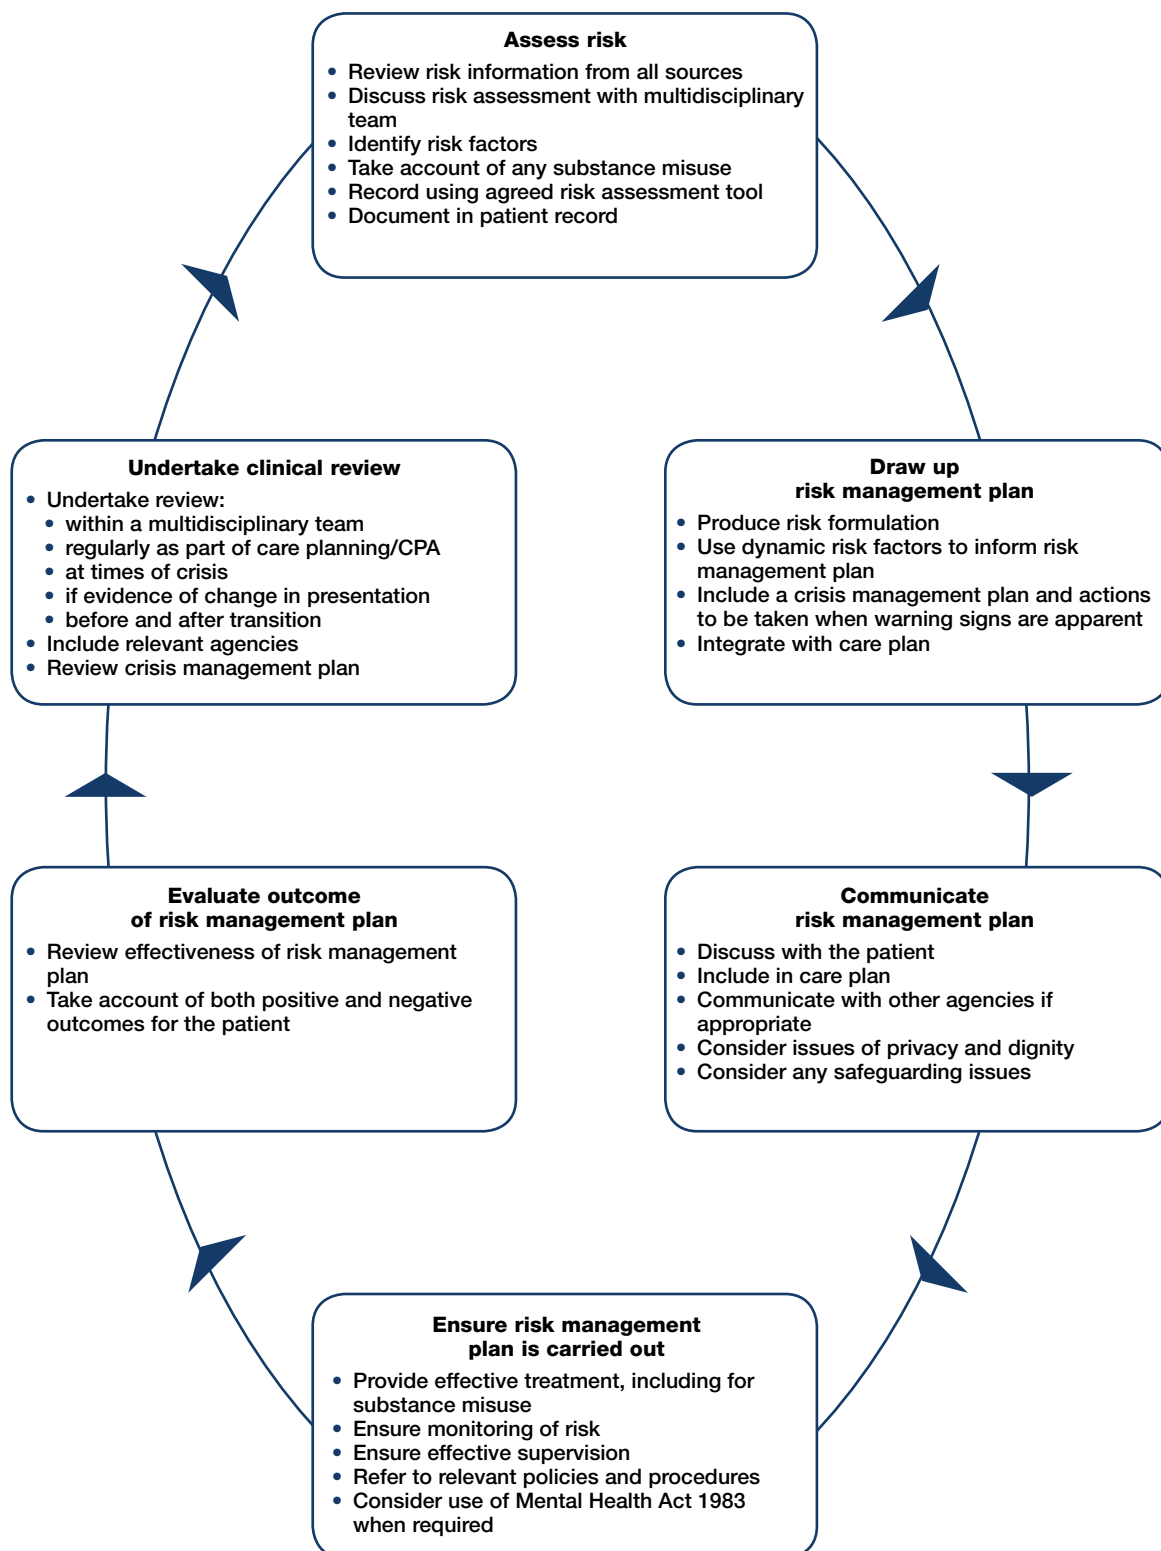 Assess risk
• Review risk information from all sources
• Discuss risk assessment with multidisciplinary
team
• Identify risk factors
• Take account of any substance misuse
• Record using agreed risk assessment tool
• Document in patient record
Draw up
risk management plan
• Produce risk formulation
• Use dynamic risk factors to inform risk
management plan
• Include a crisis management plan and actions
to be taken when warning signs are apparent
• Integrate with care plan
Communicate
risk management plan
• Discuss with the patient
• Include in care plan
• Communicate with other agencies if
appropriate
• Consider issues of privacy and dignity
• Consider any safeguarding issues
Ensure risk management
plan is carried out
• Provide effective treatment, including for
substance misuse
• Ensure monitoring of risk
• Ensure effective supervision
• Refer to relevant policies and procedures
• Consider use of Mental Health Act 1983
when required
Evaluate outcome
of risk management plan
• Review effectiveness of risk management
plan
• Take account of both positive and negative
outcomes for the patient
Undertake clinical review
• Undertake review:
• within a multidisciplinary team
• regularly as part of care planning/CPA
• at times of crisis
• if evidence of change in presentation
• before and after transition
• Include relevant agencies
• Review crisis management plan